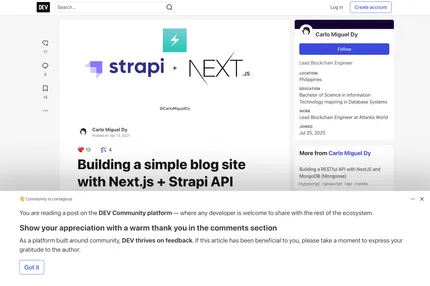 DEV
Search...
Log in
Create account
17
8
14
strapi + NEXT.JS
@CarloMiguelDy
Carlo Miguel Dy
Posted on Apr 13, 2021
13
4
Building a simple blog site
with Next.js + Strapi API
Carlo Miguel Dy
Follow
Lead Blockchain Engineer
LOCATION
Philippines
EDUCATION
Bachelor of Science in Information
Technology majoring in Database Systems
WORK
Lead Blockchain Engineer at Atlantis World
JOINED
Jul 25, 2020
More from Carlo Miguel Dy
Building a RESTful API with NestJS and
MongoDB (Mongoose)
Community is contagious
You are reading a post on the DEV Community platform — where any developer is welcome to share with the rest of the ecosystem.
Show your appreciation with a warm thank you in the comments section
As a platform built around community, DEV thrives on feedback. If this article has been beneficial to you, please take a moment to express your
gratitude to the author.
Got it